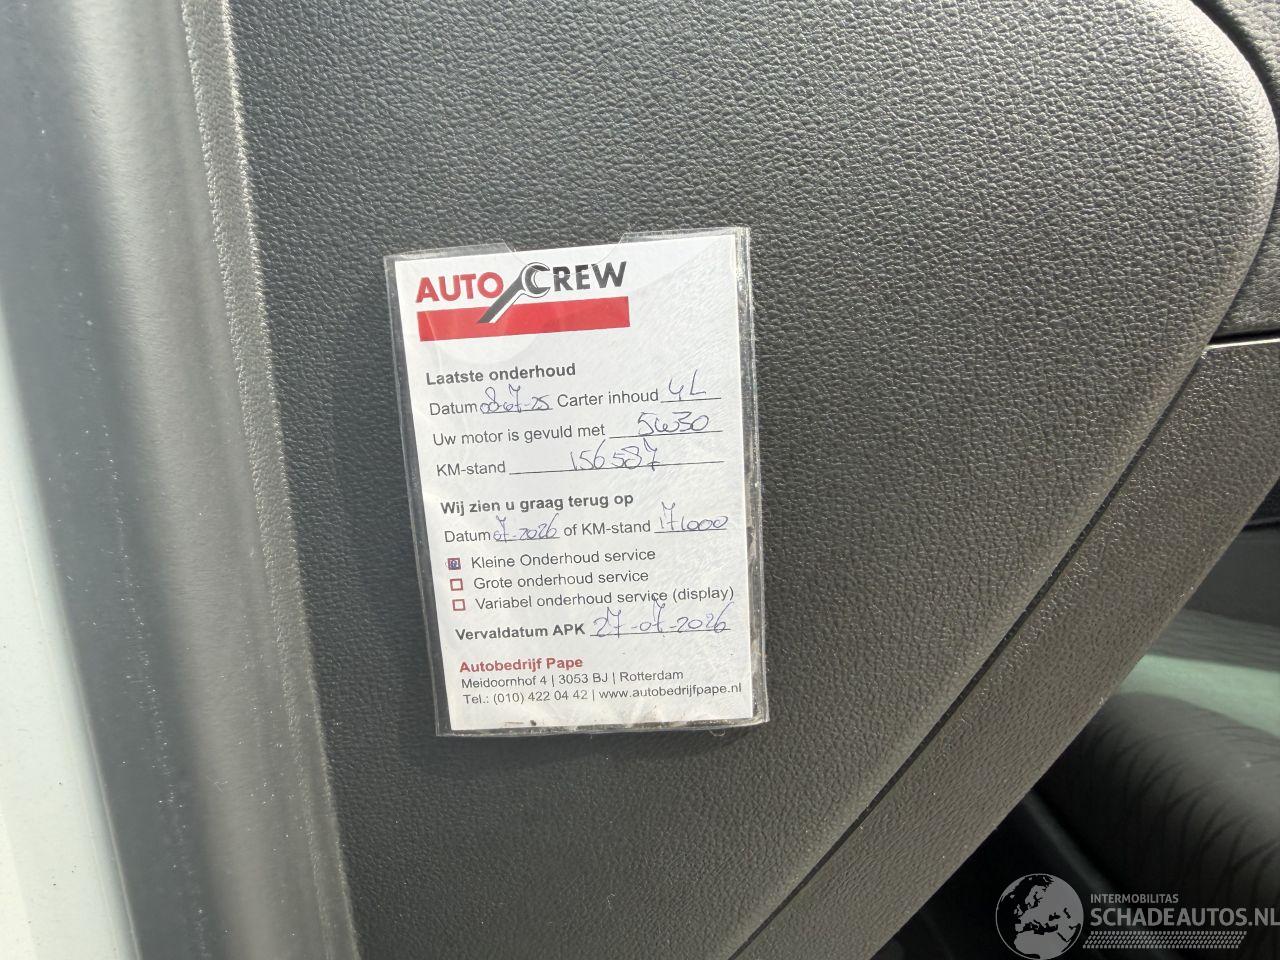 AUTO CREW
Laatste onderhoud
Datum 08-07-25 Carter inhoud 4L
Uw motor is gevuld met 5w30
KM-stand 156587
Wij zien u graag terug op
Datum 07-2026 of KM-stand 171000
Kleine Onderhoud service
Grote onderhoud service
Variabel onderhoud service (display)
Vervaldatum APK 27-07-2026
Autobedrijf Pape
Meidoornhof 4 | 3053 BJ | Rotterdam
Tel.: (010) 422 04 42 | www.autobedrijfpape.nl
INTERMOBILITAS
SCHADEAUTOS.NL